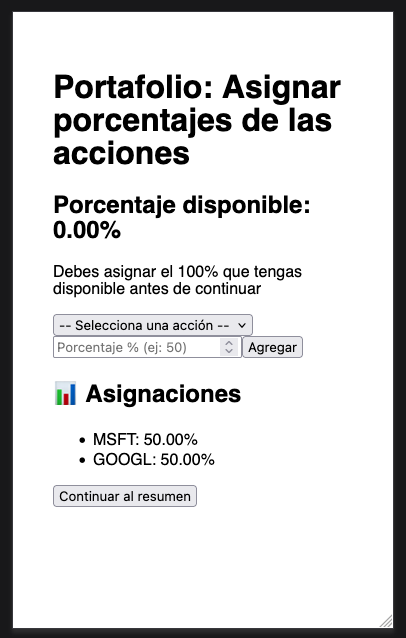 Portafolio: Asignar
porcentajes de las
acciones
Porcentaje disponible:
0.00%
Debes asignar el 100% que tengas
disponible antes de continuar
-- Selecciona una acción --
Porcentaje % (ej: 50) Agregar
Asignaciones
MSFT: 50.00%
GOOGL: 50.00%
Continuar al resumen